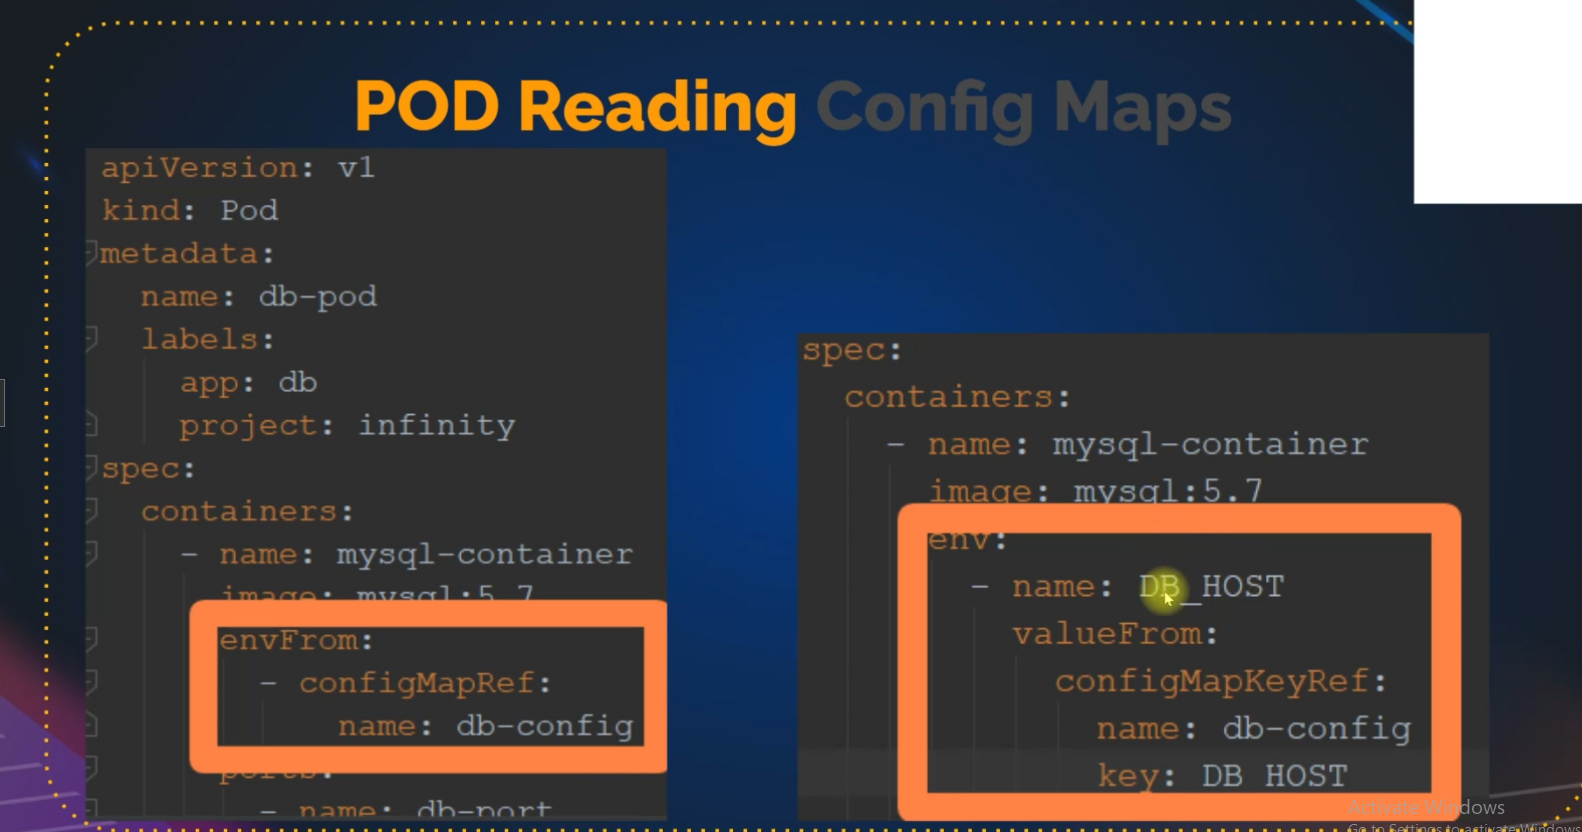 POD Reading Config Maps
apiVersion: v1
kind: Pod
metadata:
name: db-pod
labels:
app: db
project: infinity
spec:
containers:
- name: mysql-container
image: mysql:5.7
envFrom:
- configMapRef:
name: db-config
ports:
- name: db-port
spec:
containers:
- name: mysql-container
image: mysql:5.7
env:
- name: DB_HOST
valueFrom:
configMapKeyRef:
name: db-config
key: DB_HOST
Activate Windows
Go to Settings to activate Windows